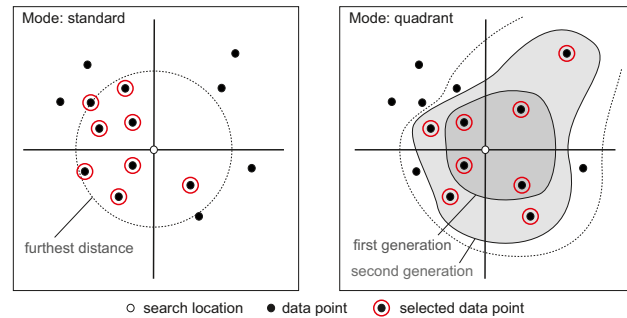 Mode: standard
furthest distance
Mode: quadrant
first generation
second generation
search location
data point
selected data point